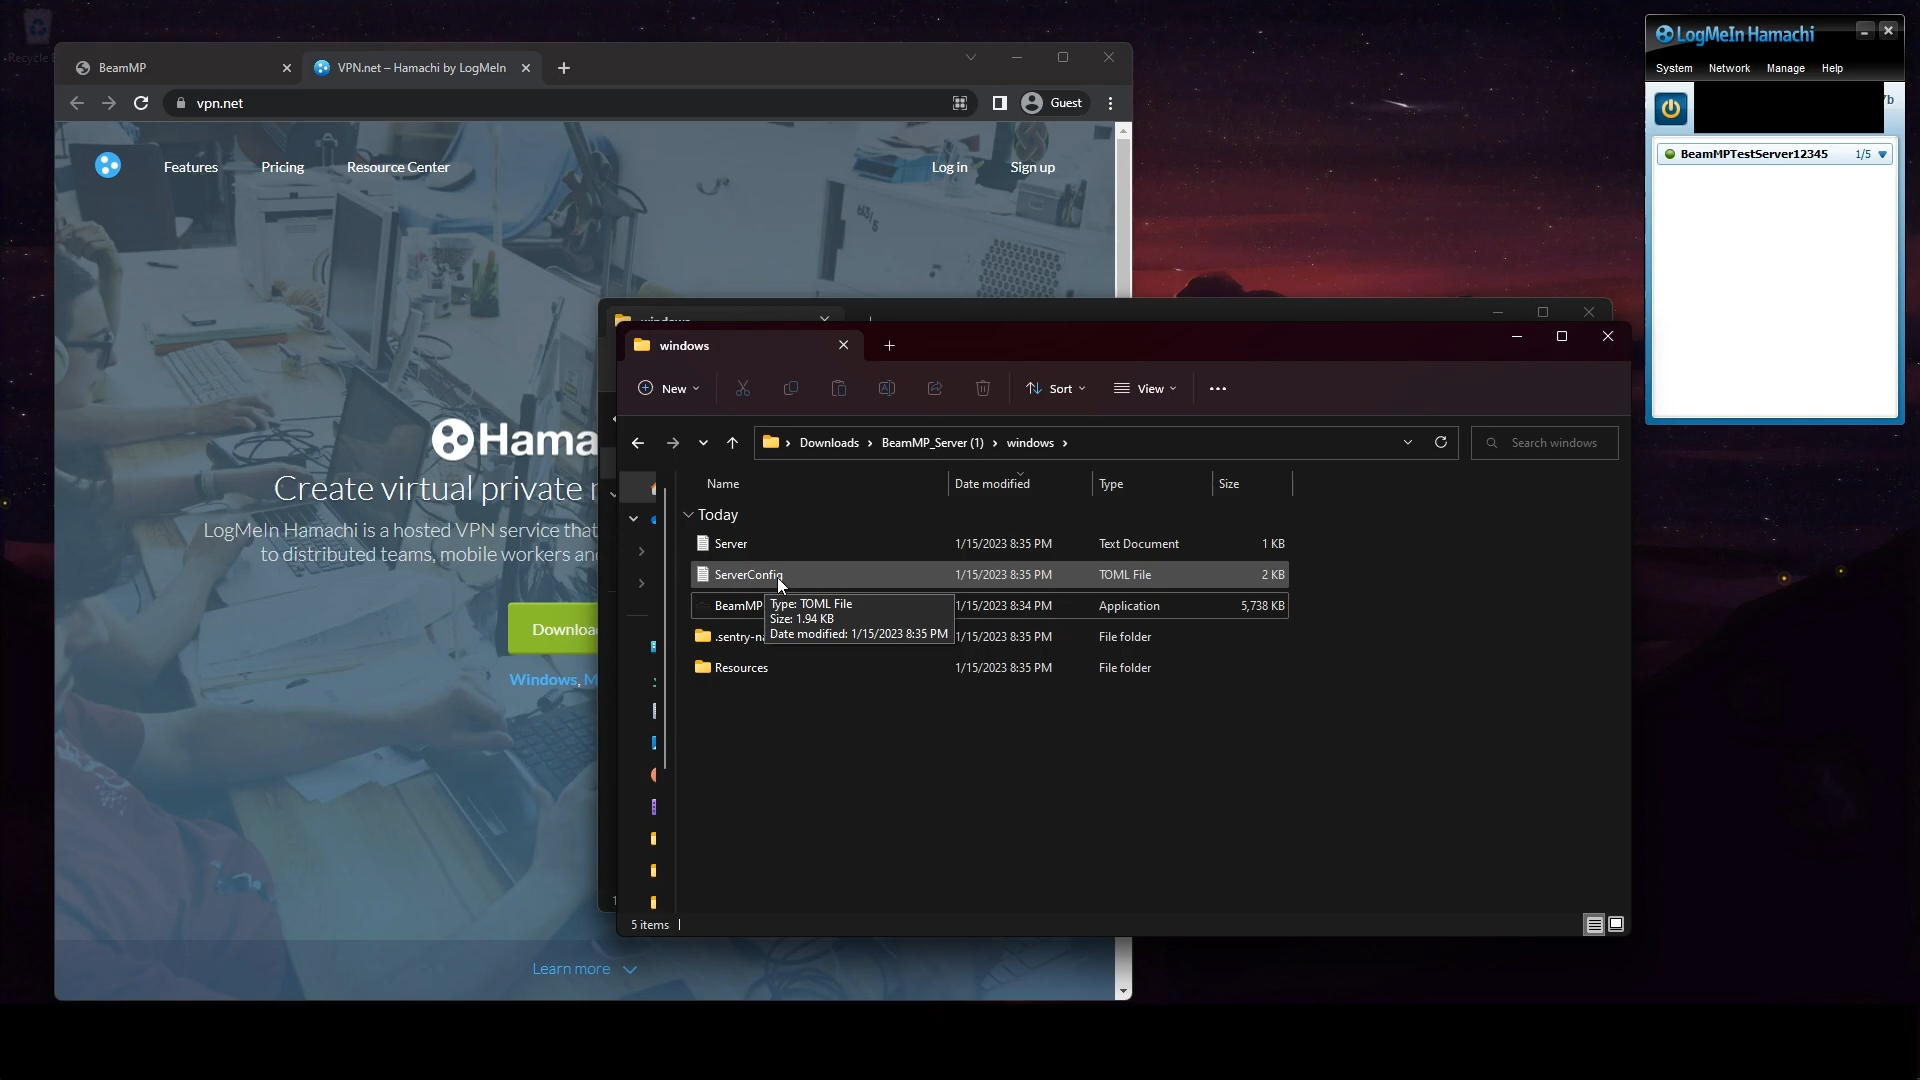 Recycle
BeamMP
VPN.net – Hamachi by LogMeIn
vpn.net
Guest
Features
Pricing
Resource Center
Log in
Sign up
Hama
Create virtual private
LogMeIn Hamachi is a hosted VPN service that
to distributed teams, mobile workers
Windows,
Learn more
LogMeIn Hamachi
System
Network
Manage
Help
BeamMPTestServer12345
1/5
windows
New
Sort
View
Downloads
BeamMP_Server (1)
windows
Search windows
Name
Date modified
Type
Size
Today
Server
1/15/2023 8:35 PM
Text Document
1 KB
ServerConfig
1/15/2023 8:35 PM
TOML File
2 KB
BeamMP
1/15/2023 8:34 PM
Application
5,738 KB
Type: TOML File
Size: 1.94 KB
Date modified: 1/15/2023 8:35 PM
.sentry-na
1/15/2023 8:35 PM
File folder
Resources
1/15/2023 8:35 PM
File folder
5 items